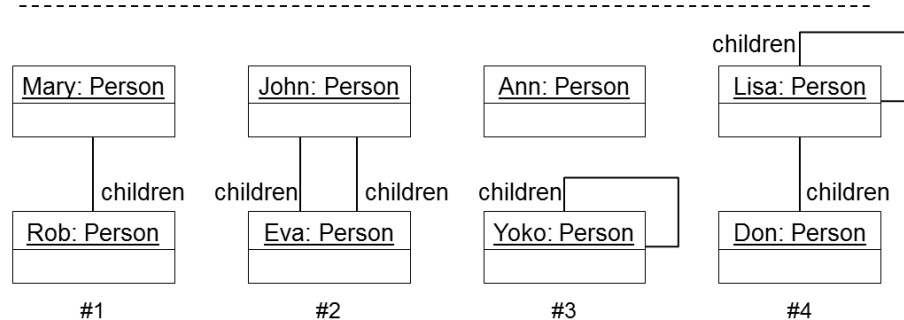 children
Mary: Person
John: Person
Ann: Person
Lisa: Person
children
children
children
children
children
Rob: Person
Eva: Person
Yoko: Person
Don: Person
#1
#2
#3
#4